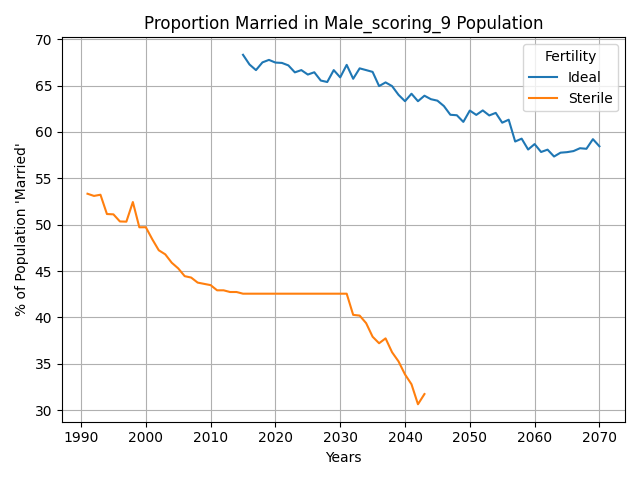 Proportion Married in Male_scoring_9 Population
% of Population 'Married'
70
65
60
55
50
45
40
35
30
Fertility
Ideal
Sterile
1990 2000 2010 2020 2030 2040 2050 2060 2070
Years